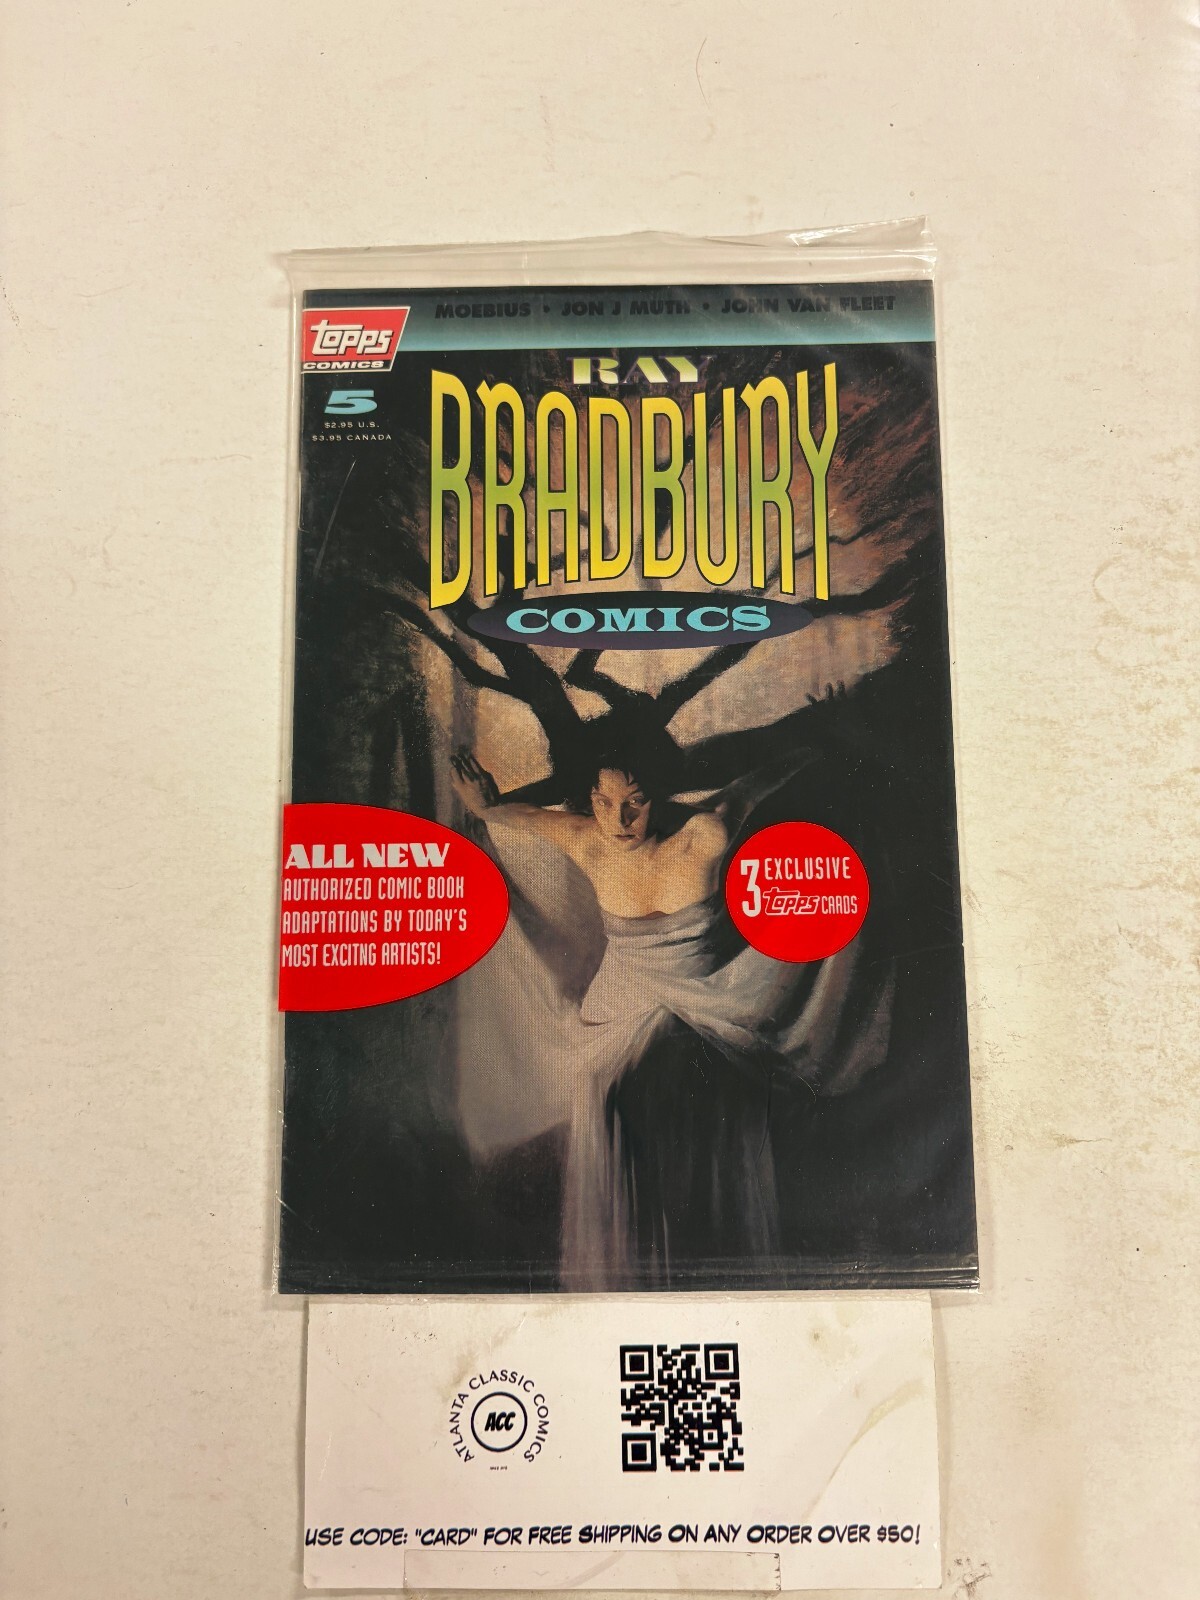 MOEBIUS • JON J MUTH • JOHN VAN FLEET
topps
COMICS
5
$2.95 U.S.
$3.95 CANADA
RAY
BRADBURY
COMICS
ALL NEW
AUTHORIZED COMIC BOOK
ADAPTATIONS BY TODAY'S
MOST EXCITNG ARTISTS!
3 EXCLUSIVE
topps CARDS
ATLANTA CLASSIC COMICS
ACC
USE CODE: "CARD" FOR FREE SHIPPING ON ANY ORDER OVER $50!